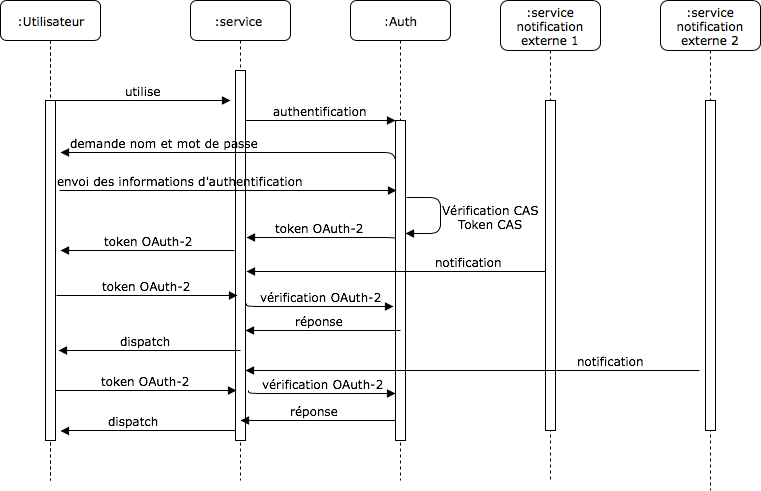 :Utilisateur
:service
:Auth
:service
notification
externe 1
:service
notification
externe 2
utilise
authentification
demande nom et mot de passe
envoi des informations d'authentification
Vérification CAS
Token CAS
token OAuth-2
token OAuth-2
notification
token OAuth-2
vérification OAuth-2
réponse
dispatch
notification
token OAuth-2
vérification OAuth-2
réponse
dispatch